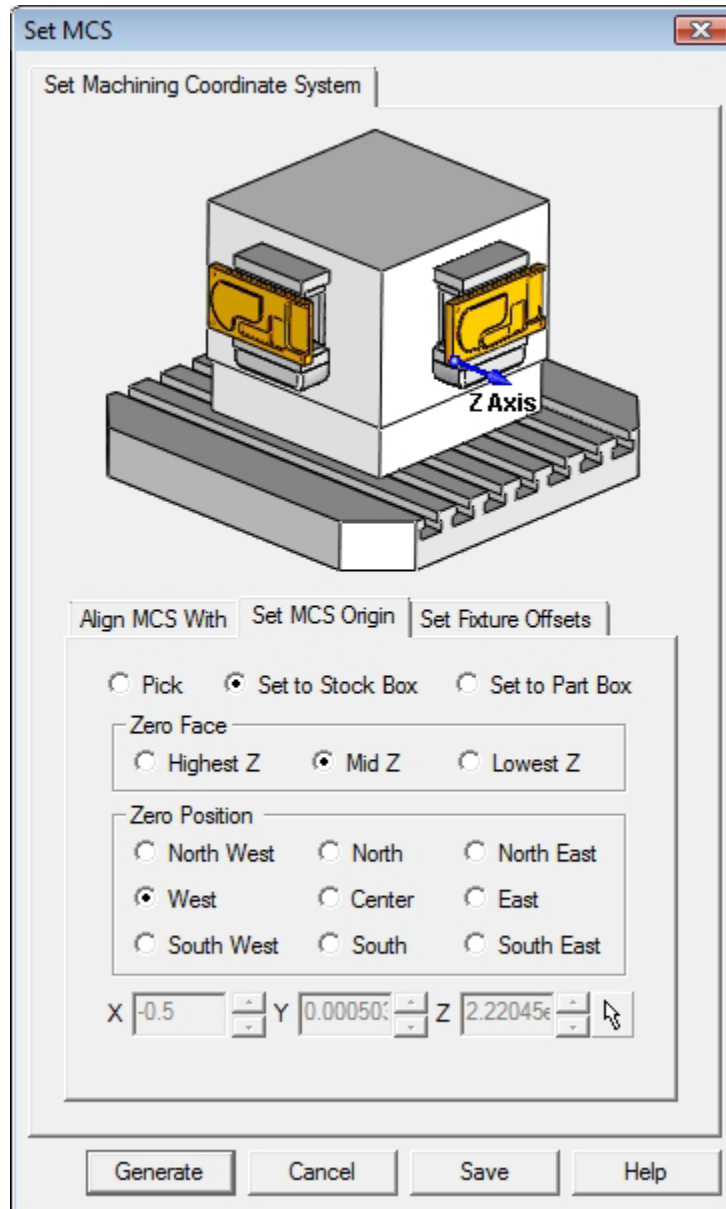 Set MCS
Set Machining Coordinate System
Z Axis
Align MCS With Set MCS Origin Set Fixture Offsets
Pick Set to Stock Box Set to Part Box
Zero Face
Highest Z Mid Z Lowest Z
Zero Position
North West North North East
West Center East
South West South South East
X -0.5 Y 0.000503 Z 2.22045e
Generate Cancel Save Help